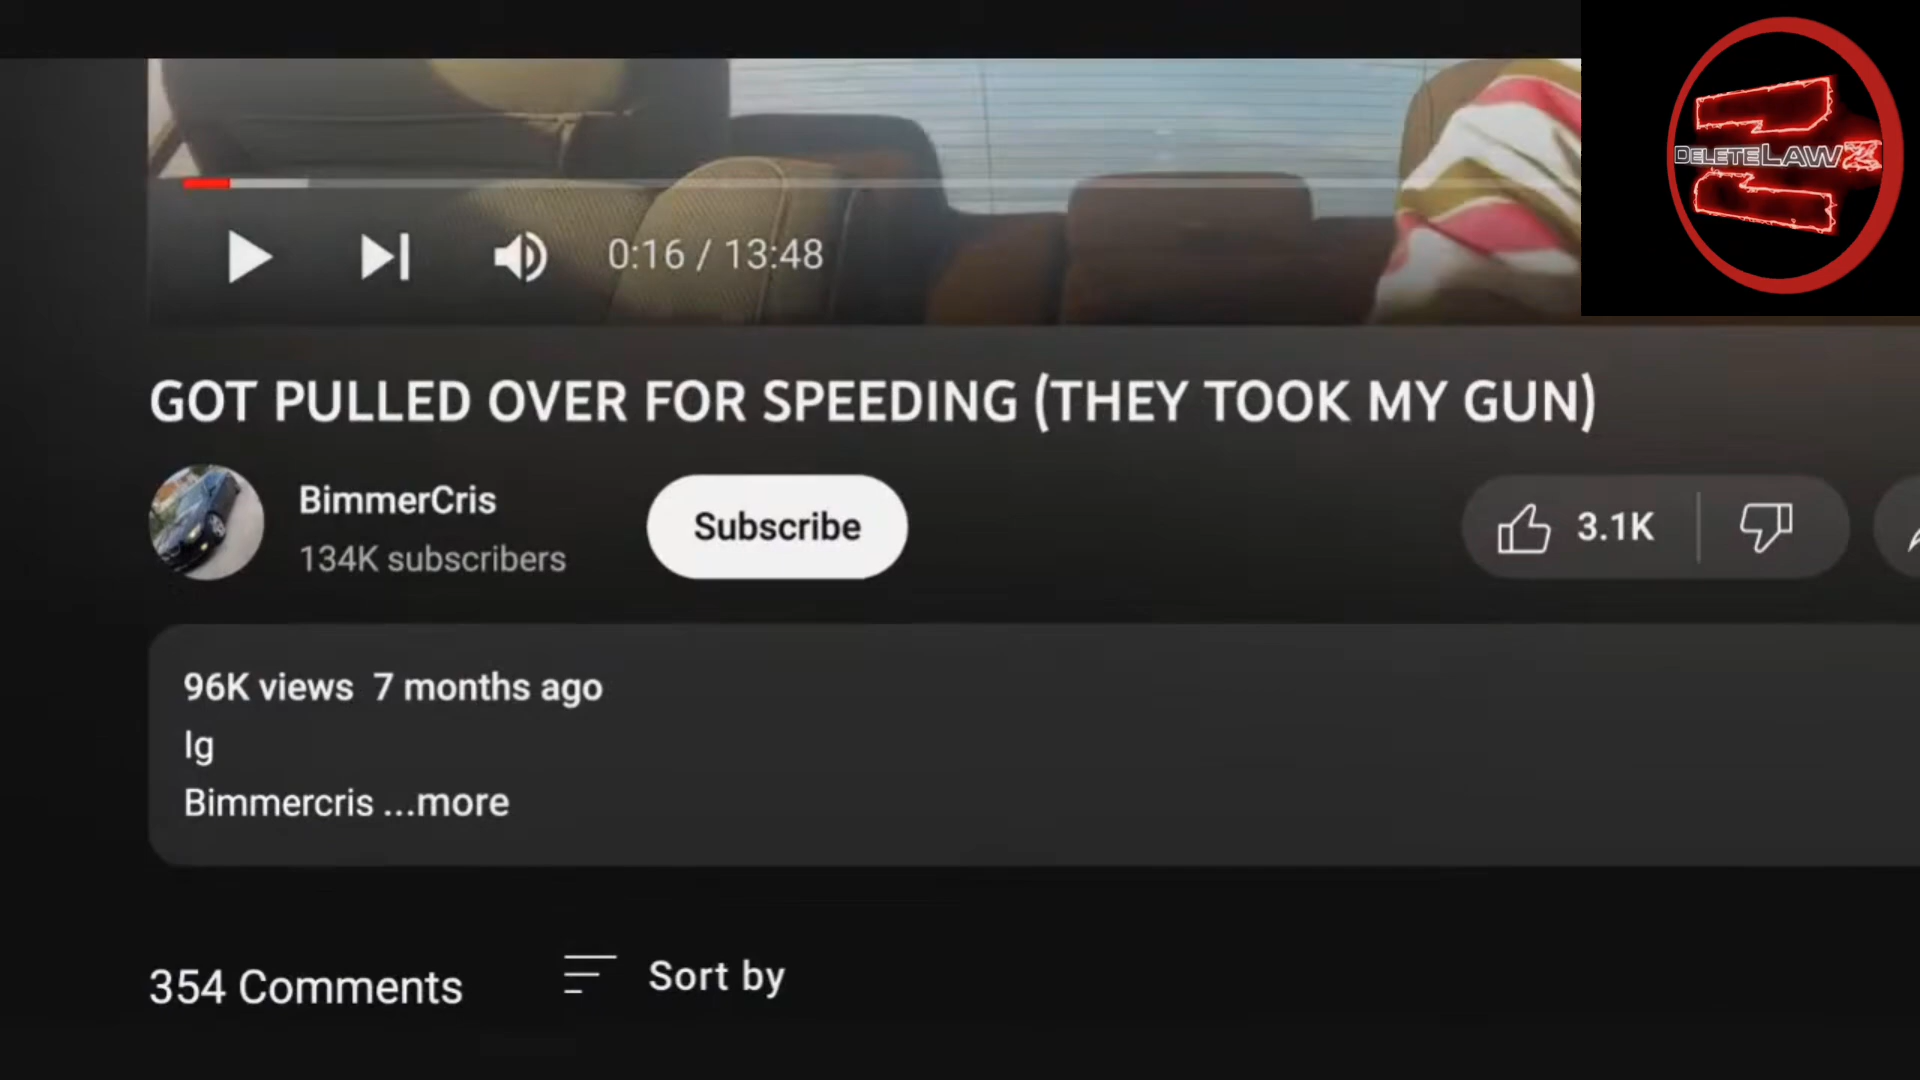 DELETELAWZ
0:16 / 13:48
GOT PULLED OVER FOR SPEEDING (THEY TOOK MY GUN)
BimmerCris
134K subscribers
Subscribe
3.1K
96K views 7 months ago
Ig
Bimmercris ...more
354 Comments
Sort by